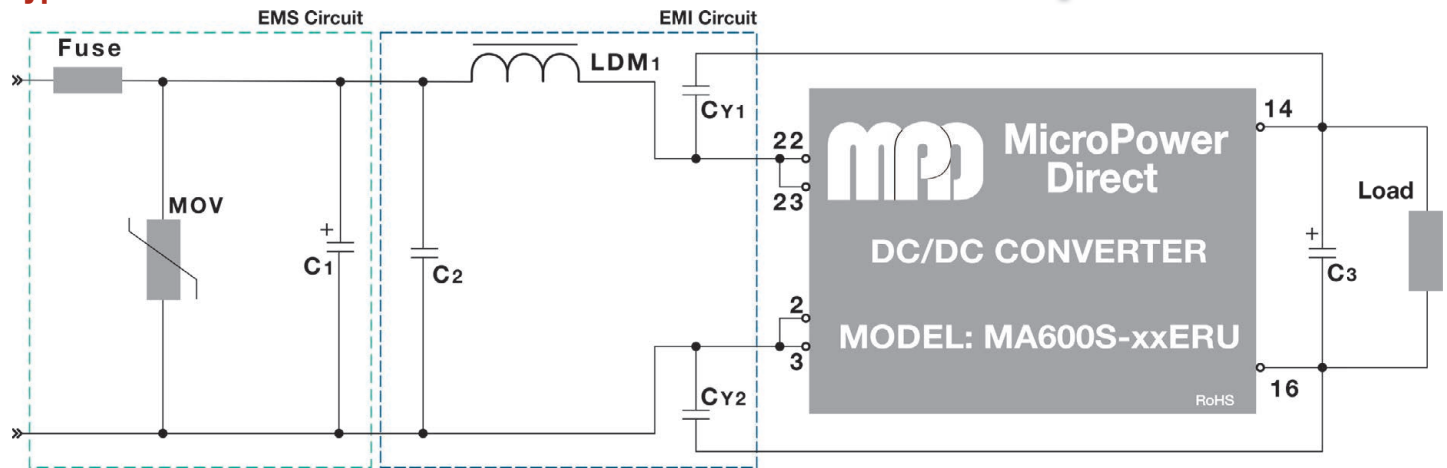 EMS Circuit
EMI Circuit
Fuse
LDM1
CY1
MOV
C1
+
C2
22
23
2
3
CY2
MPD MicroPower
Direct
DC/DC CONVERTER
MODEL: MA600S-xxERU
RoHS
14
16
+
C3
Load